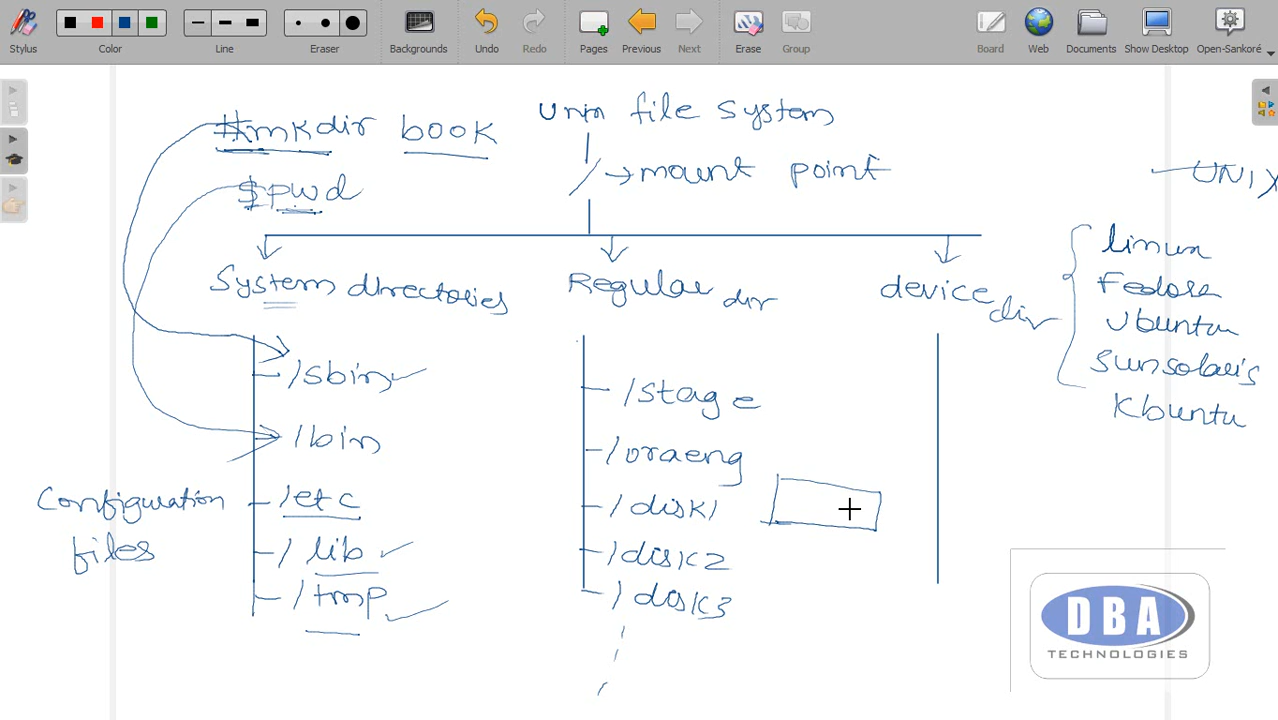 Stylus
Color
Line
Eraser
Backgrounds
Undo
Redo
Pages
Previous
Next
Erase
Group
Board
Web
Documents
Show Desktop
Open-Sankoré
#mkdir book
$pwd
Unix file system
/ → mount point
UNIX
System directories
/sbin
/bin
/etc
/ lib
/ tmp
Configuration
files
Regular dir
/stage
/oraeng
/disk1
/disk2
/ disk3
device dir
linux
Fedora
Ubuntu
Sunsolaris
Kbuntu
DBA
TECHNOLOGIES